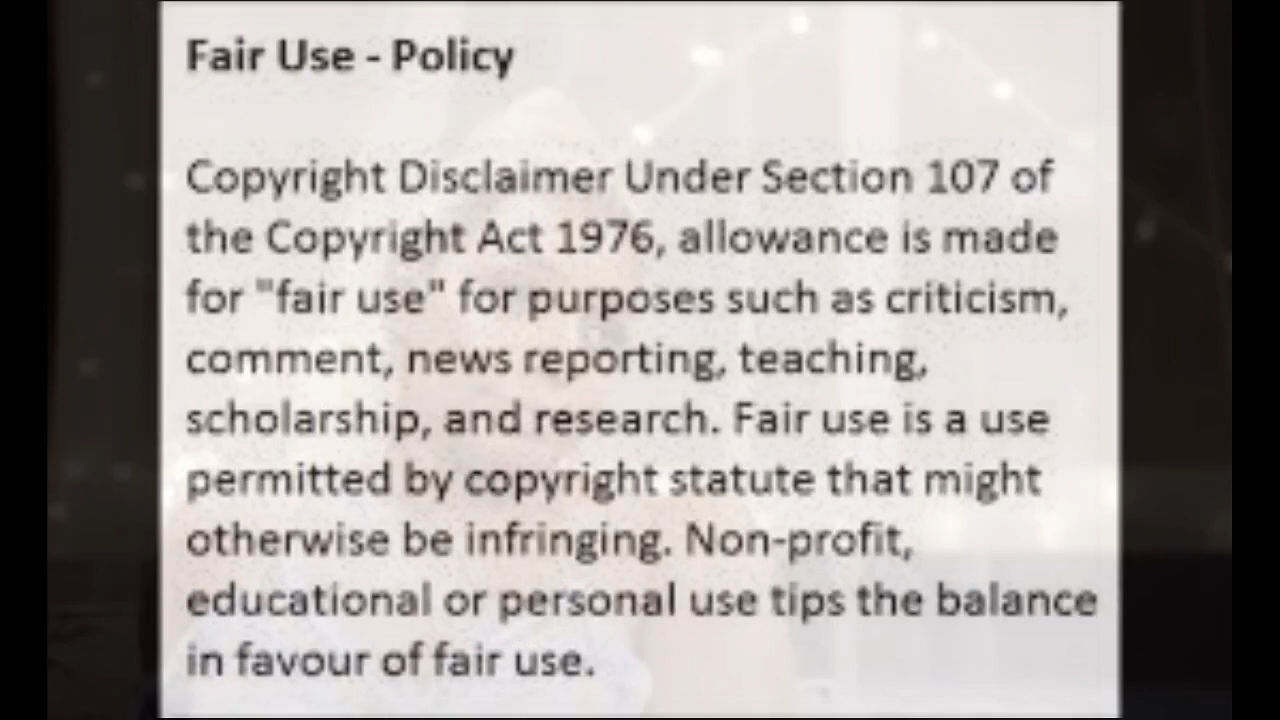 Fair Use - Policy
Copyright Disclaimer Under Section 107 of
the Copyright Act 1976, allowance is made
for "fair use" for purposes such as criticism,
comment, news reporting, teaching,
scholarship, and research. Fair use is a use
permitted by copyright statute that might
otherwise be infringing. Non-profit,
educational or personal use tips the balance
in favour of fair use.